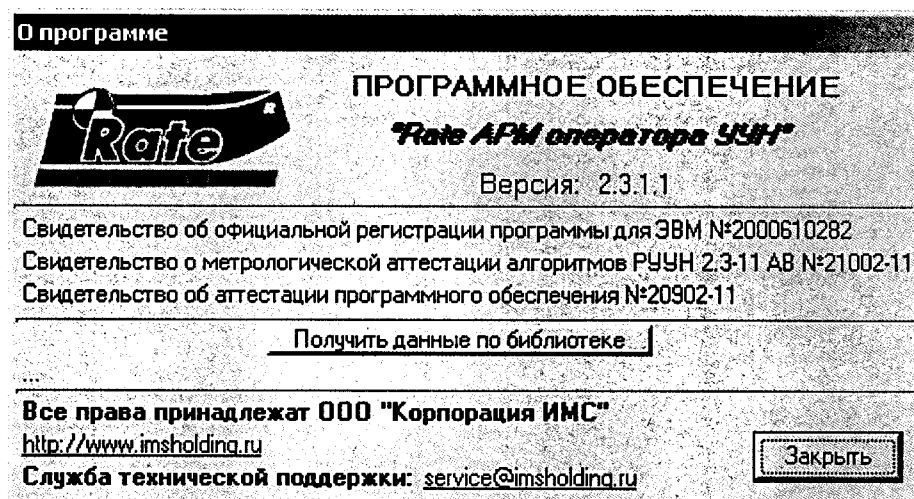 О программе
Rate
ПРОГРАММНОЕ ОБЕСПЕЧЕНИЕ
"Rate АРМ оператора УУН"
Версия: 2.3.1.1
Свидетельство об официальной регистрации программы для ЭВМ №2000610282
Свидетельство о метрологической аттестации алгоритмов РУУН 2.3-11 АВ №21002-11
Свидетельство об аттестации программного обеспечения №20902-11
Получить данные по библиотеке ...
...
Все права принадлежат ООО "Корпорация ИМС"
http://www.imsholding.ru
Закрыть
Служба технической поддержки: service@imsholding.ru